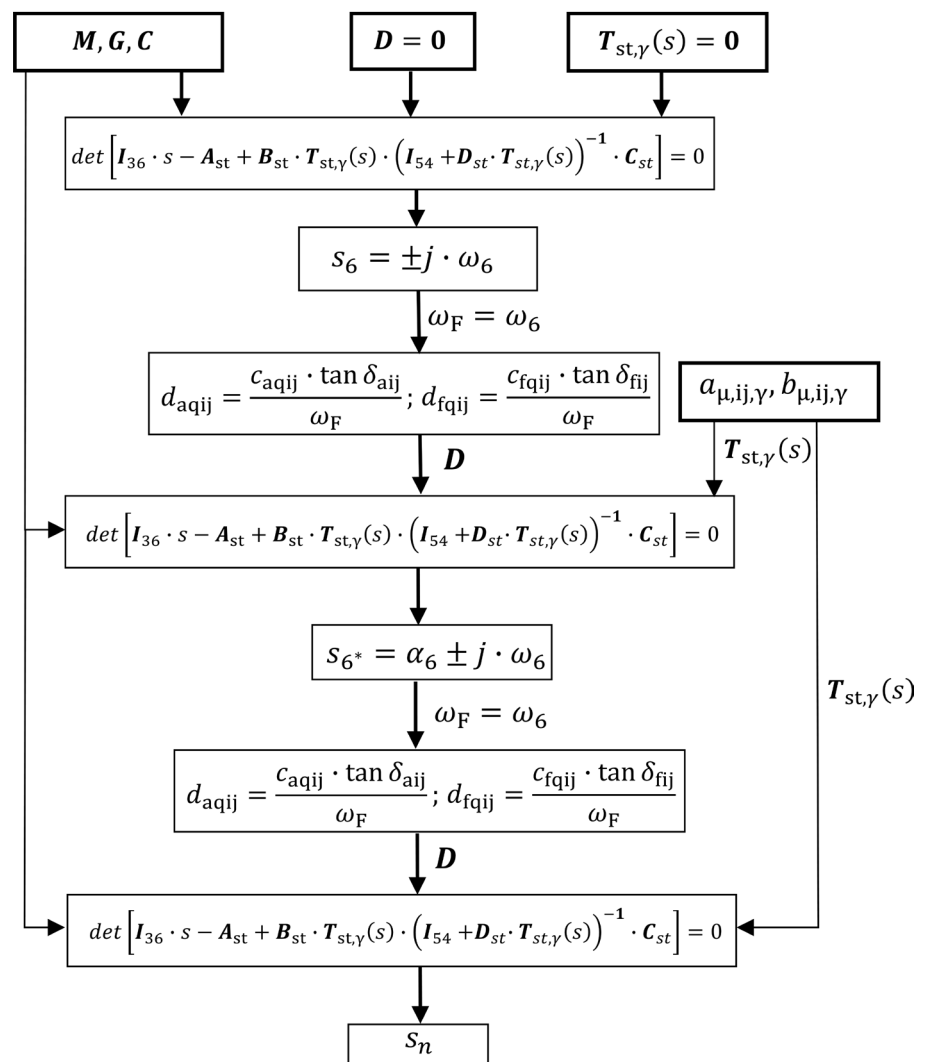 M, G, C
D = 0
T_st,γ(s) = 0
det [I_36 · s − A_st + B_st · T_st,γ(s) · (I_54 + D_st · T_st,γ(s))^−1 · C_st] = 0
s_6 = ±j · ω_6
ω_F = ω_6
d_aqij = (c_aqij · tan δ_aij)/ω_F ; d_fqij = (c_fqij · tan δ_fij)/ω_F
a_μ,ij,γ, b_μ,ij,γ
D
T_st,γ(s)
det [I_36 · s − A_st + B_st · T_st,γ(s) · (I_54 + D_st · T_st,γ(s))^−1 · C_st] = 0
s_6* = α_6 ± j · ω_6
T_st,γ(s)
ω_F = ω_6
d_aqij = (c_aqij · tan δ_aij)/ω_F ; d_fqij = (c_fqij · tan δ_fij)/ω_F
D
det [I_36 · s − A_st + B_st · T_st,γ(s) · (I_54 + D_st · T_st,γ(s))^−1 · C_st] = 0
s_n